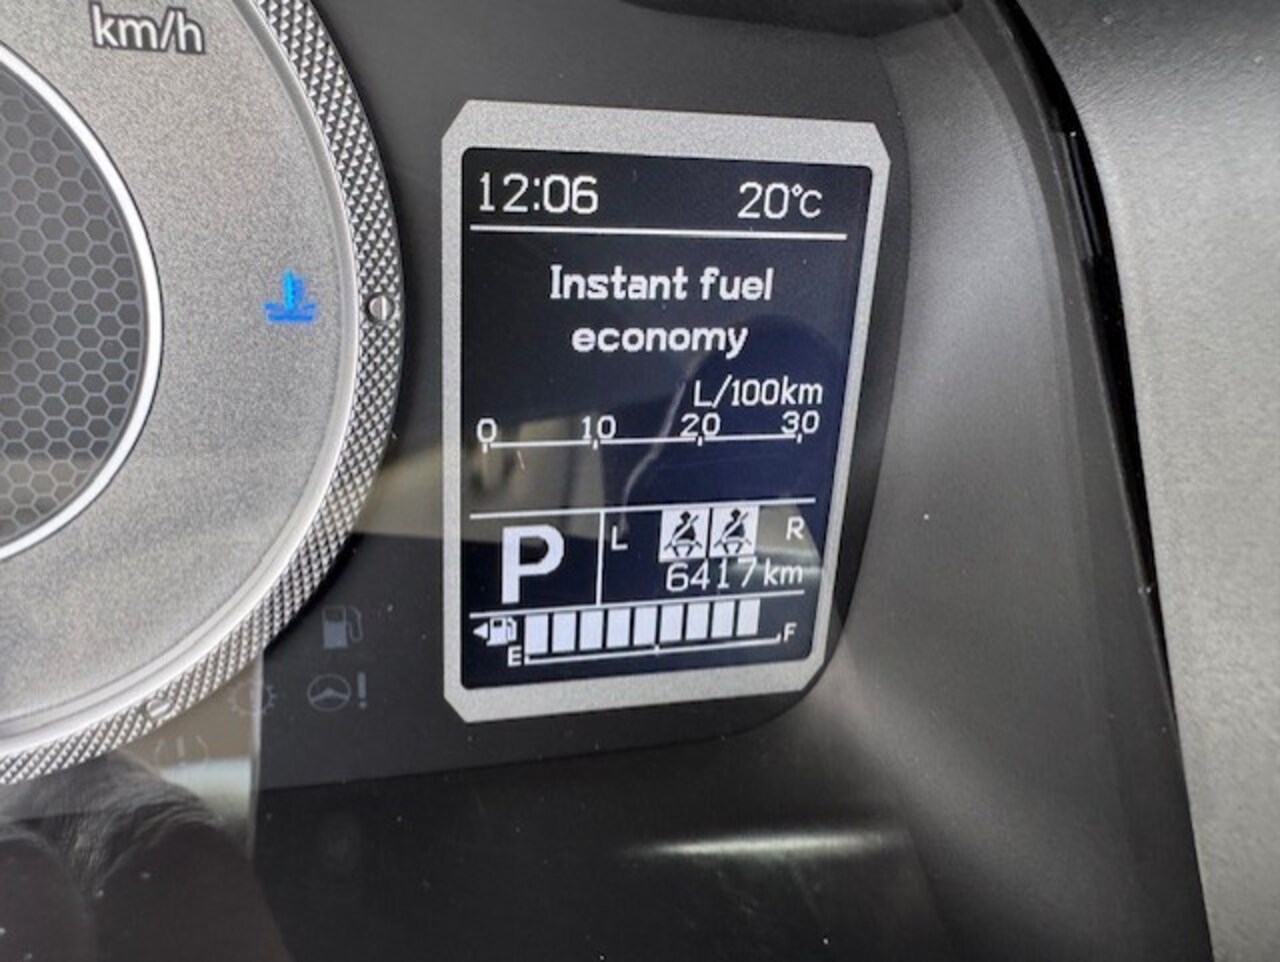 km/h
12:06 20°C
Instant fuel
economy
L/100km
0 10 20 30
P L R
6417 km
E F